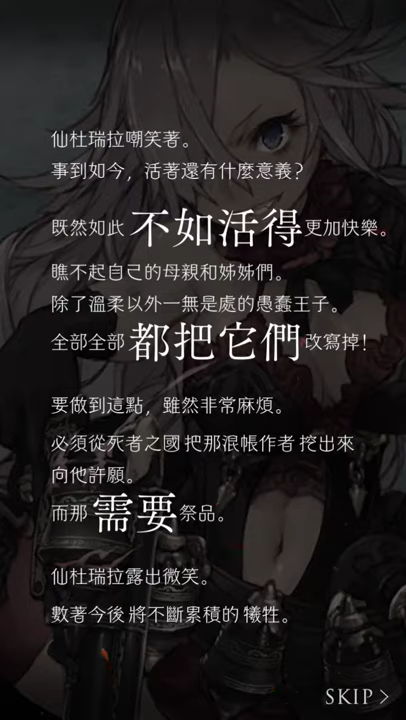 仙杜瑞拉嘲笑著。
事到如今，活著還有什麼意義？
既然如此 不如活得 更加快樂。
瞧不起自己的母親和姊姊們。
除了溫柔以外一無是處的愚蠢王子。
全部全部 都把它們 改寫掉！
要做到這點，雖然非常麻煩。
必須從死者之國 把那混帳作者 挖出來
向他許願。
而那 需要 祭品。
仙杜瑞拉露出微笑。
數著今後 將不斷累積的 犧牲。
SKIP >